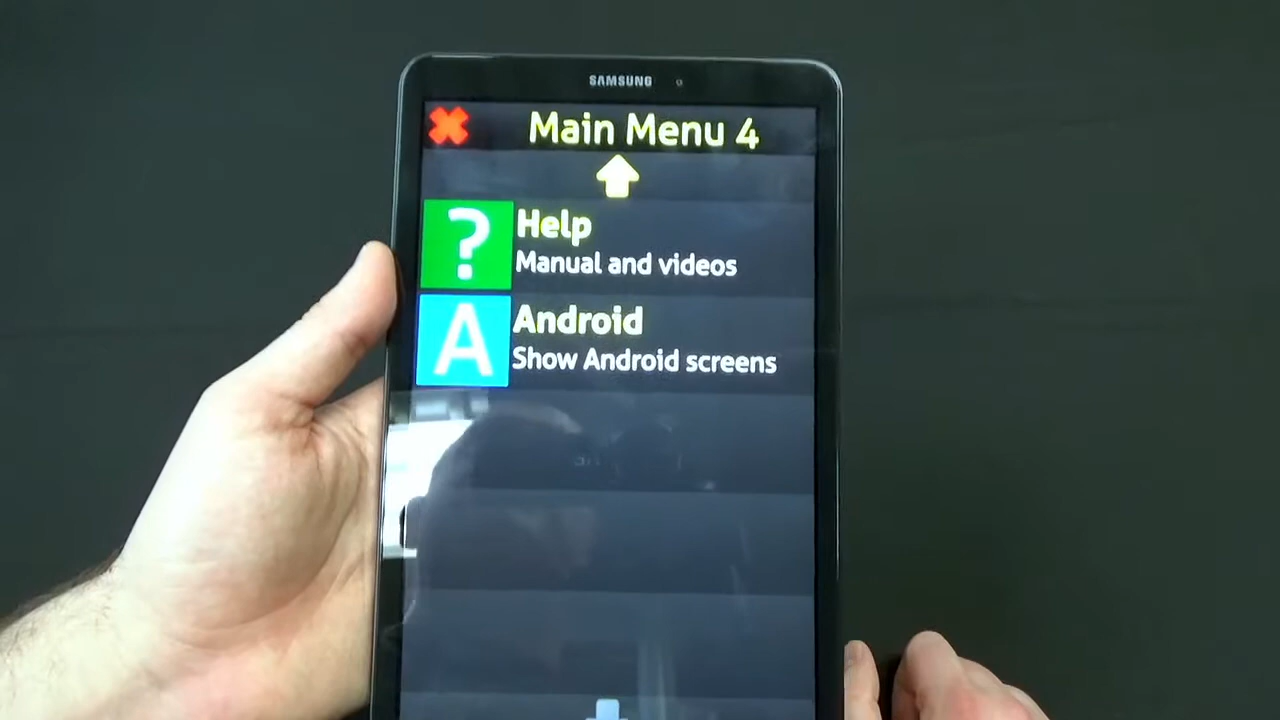 SAMSUNG
Main Menu 4
?
Help
Manual and videos
A
Android
Show Android screens